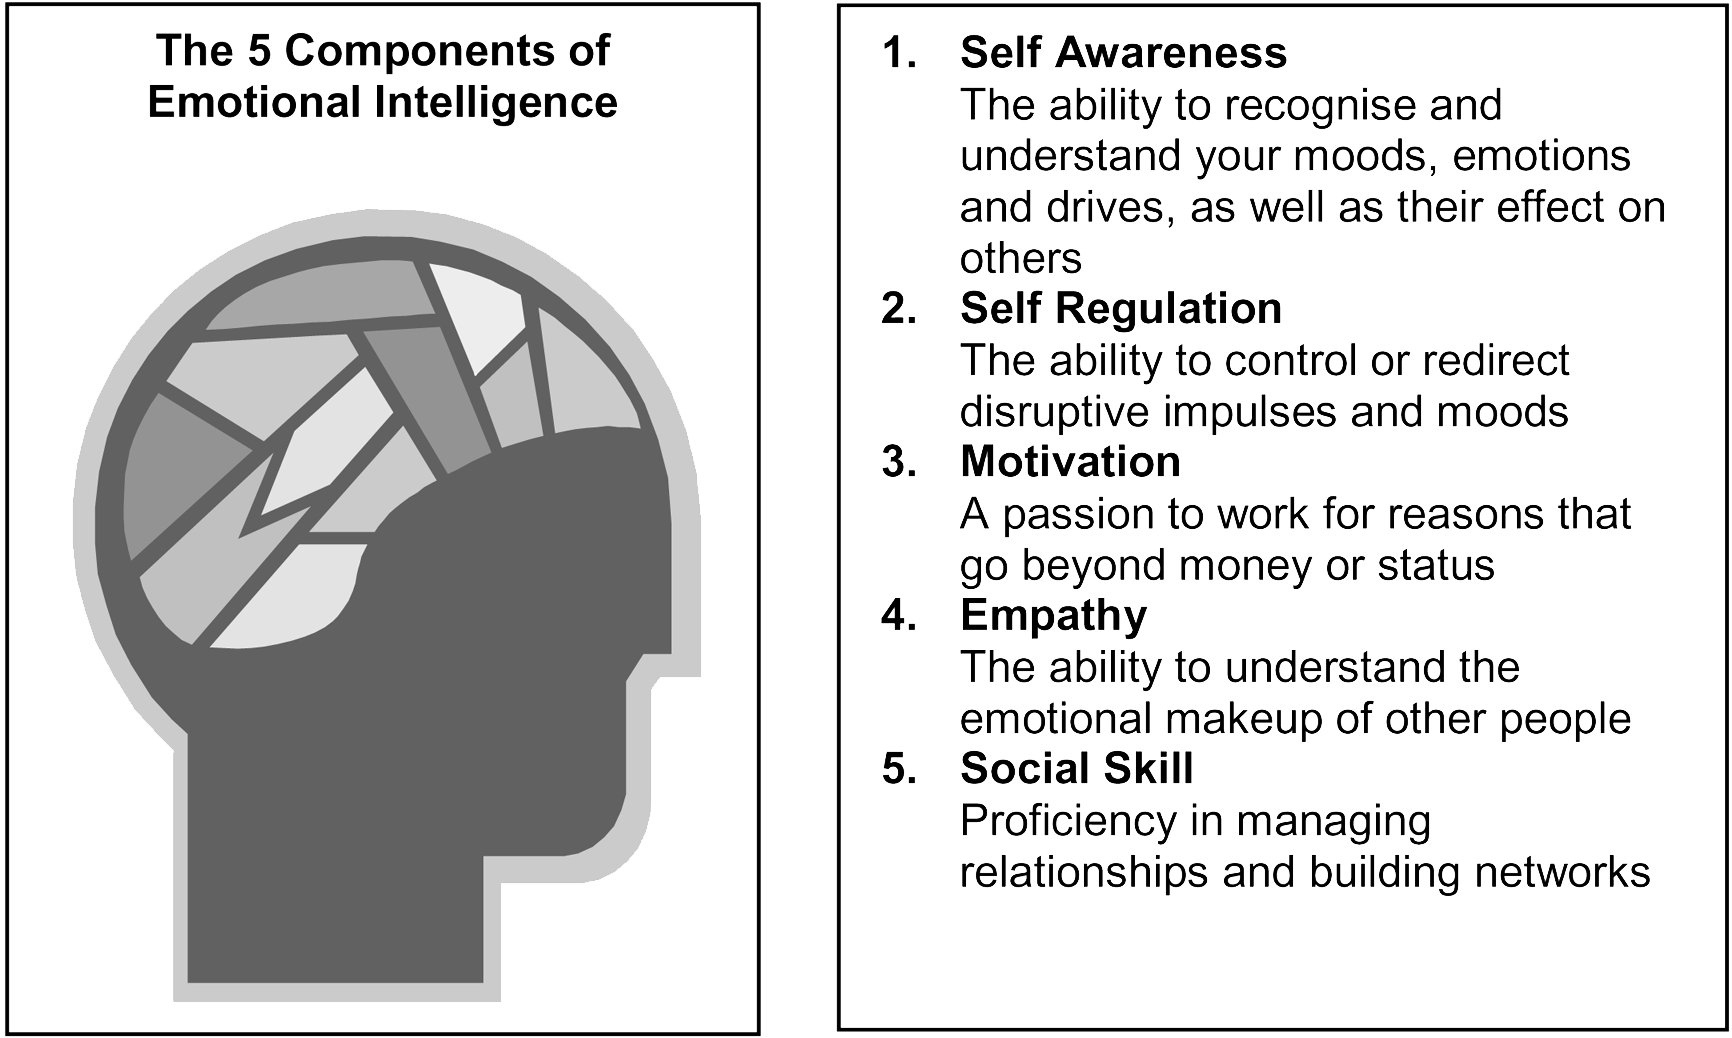 The 5 Components of
Emotional Intelligence
1. Self Awareness
The ability to recognise and
understand your moods, emotions
and drives, as well as their effect on
others
2. Self Regulation
The ability to control or redirect
disruptive impulses and moods
3. Motivation
A passion to work for reasons that
go beyond money or status
4. Empathy
The ability to understand the
emotional makeup of other people
5. Social Skill
Proficiency in managing
relationships and building networks